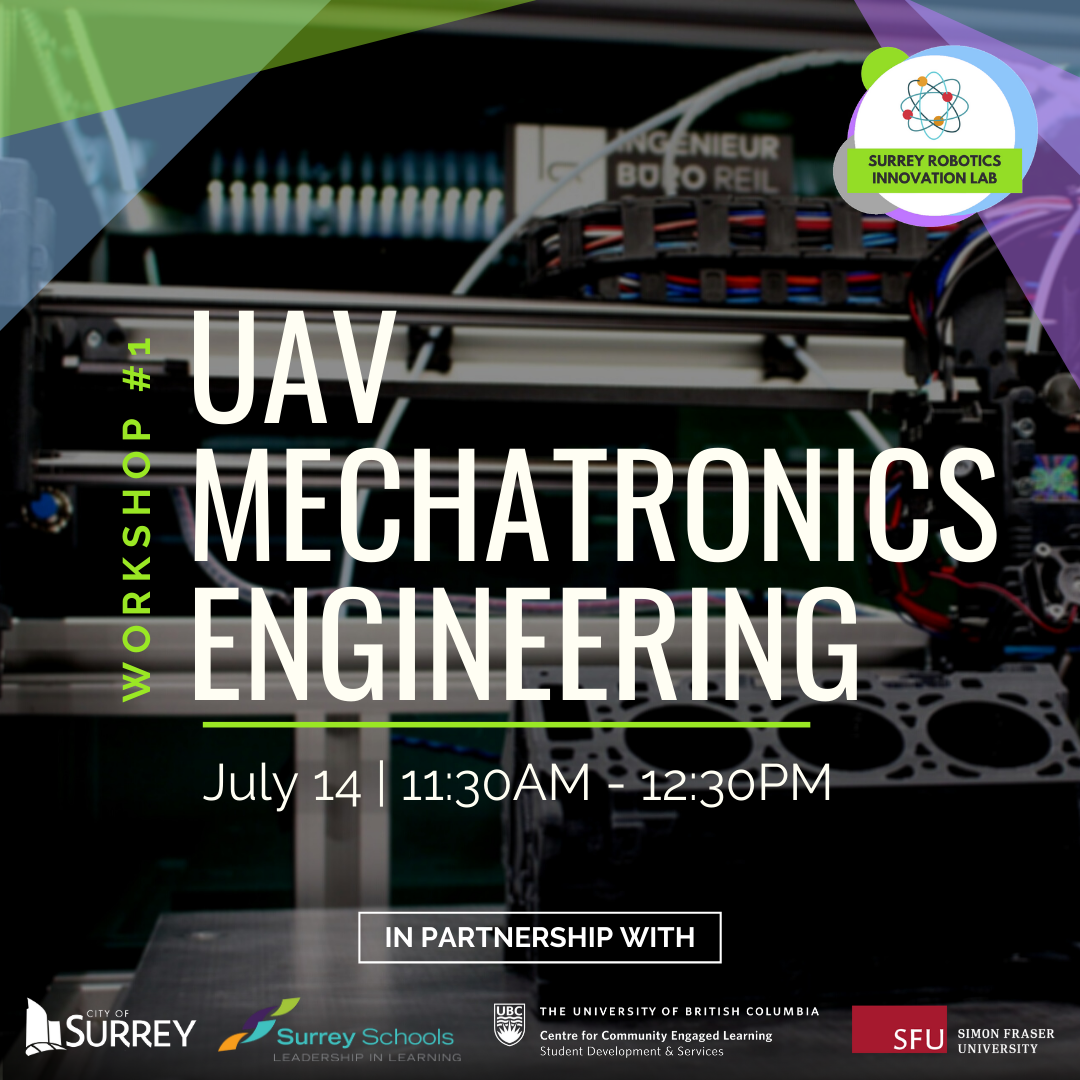 INGENIEUR
BÜRO REIL
SURREY ROBOTICS
INNOVATION LAB
WORKSHOP #1
UAV
MECHATRONICS
ENGINEERING
July 14 | 11:30AM - 12:30PM
IN PARTNERSHIP WITH
CITY OF
SURREY
Surrey Schools
LEADERSHIP IN LEARNING
UBC
THE UNIVERSITY OF BRITISH COLUMBIA
Centre for Community Engaged Learning
Student Development & Services
SFU
SIMON FRASER
UNIVERSITY